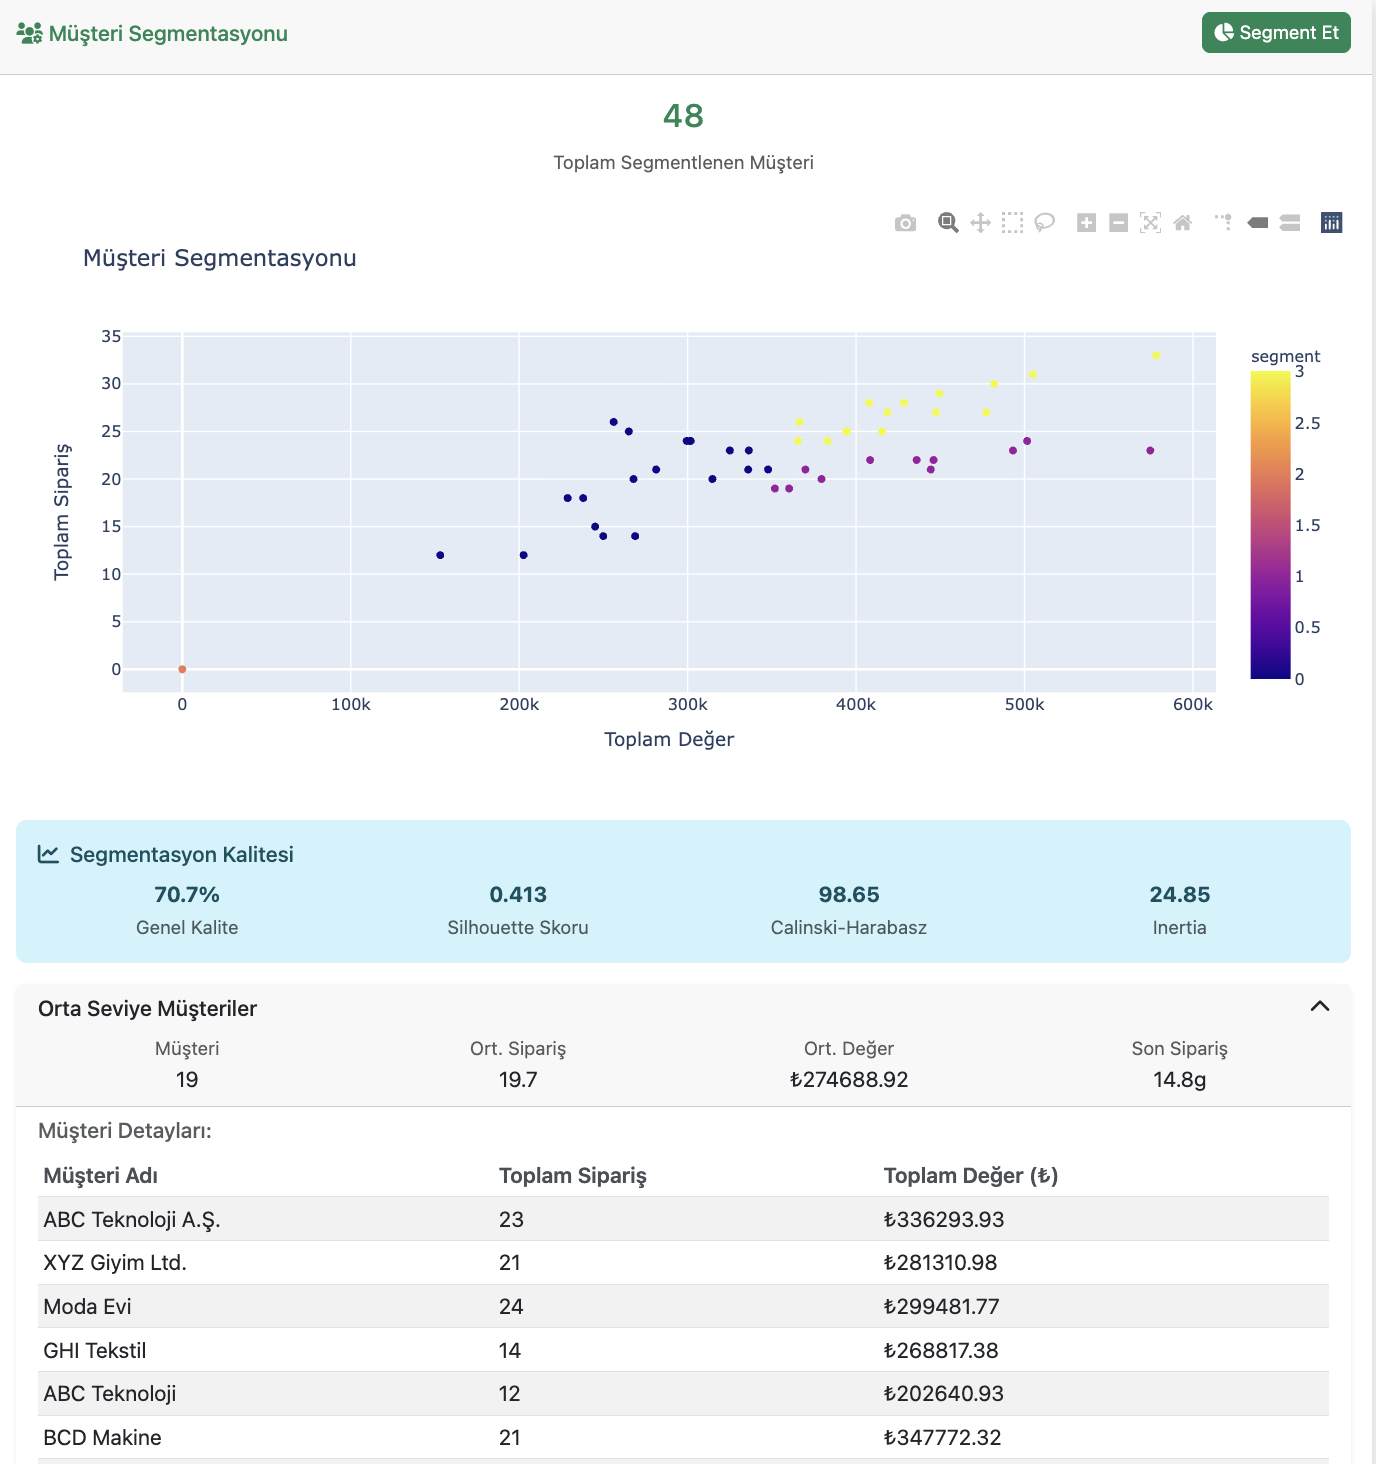 Müşteri Segmentasyonu
Segment Et
48
Toplam Segmentlenen Müşteri
Müşteri Segmentasyonu
35
30
25
20
15
10
5
0
Toplam Sipariş
0 100k 200k 300k 400k 500k 600k
Toplam Değer
segment
3
2.5
2
1.5
1
0.5
0
Segmentasyon Kalitesi
70.7% 0.413 98.65 24.85
Genel Kalite Silhouette Skoru Calinski-Harabasz Inertia
Orta Seviye Müşteriler
Müşteri Ort. Sipariş Ort. Değer Son Sipariş
19 19.7 ₺274688.92 14.8g
Müşteri Detayları:
Müşteri Adı Toplam Sipariş Toplam Değer (₺)
ABC Teknoloji A.Ş. 23 ₺336293.93
XYZ Giyim Ltd. 21 ₺281310.98
Moda Evi 24 ₺299481.77
GHI Tekstil 14 ₺268817.38
ABC Teknoloji 12 ₺202640.93
BCD Makine 21 ₺347772.32